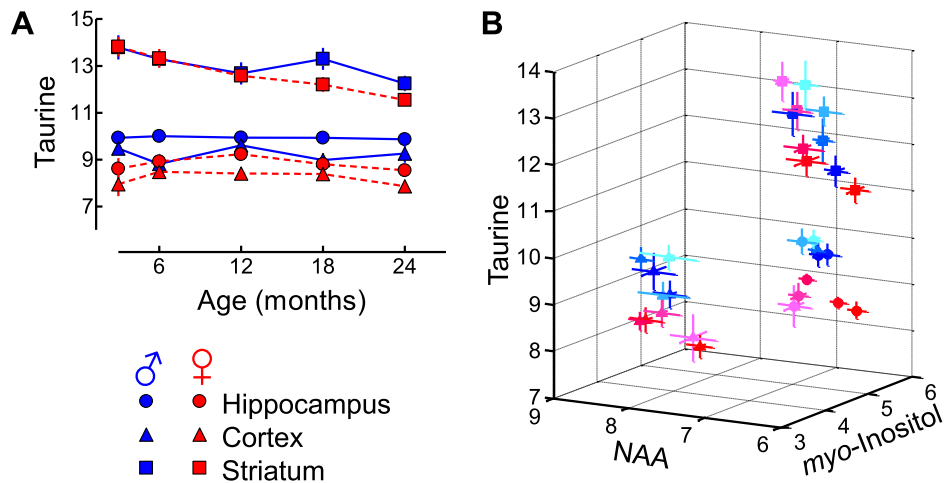 A
Taurine
15
13
11
9
7
6 12 18 24
Age (months)
♂ ♀
Hippocampus
Cortex
Striatum
B
Taurine
14
13
12
11
10
9
8
7
9 8 7 6
NAA
3 4 5 6
myo-Inositol